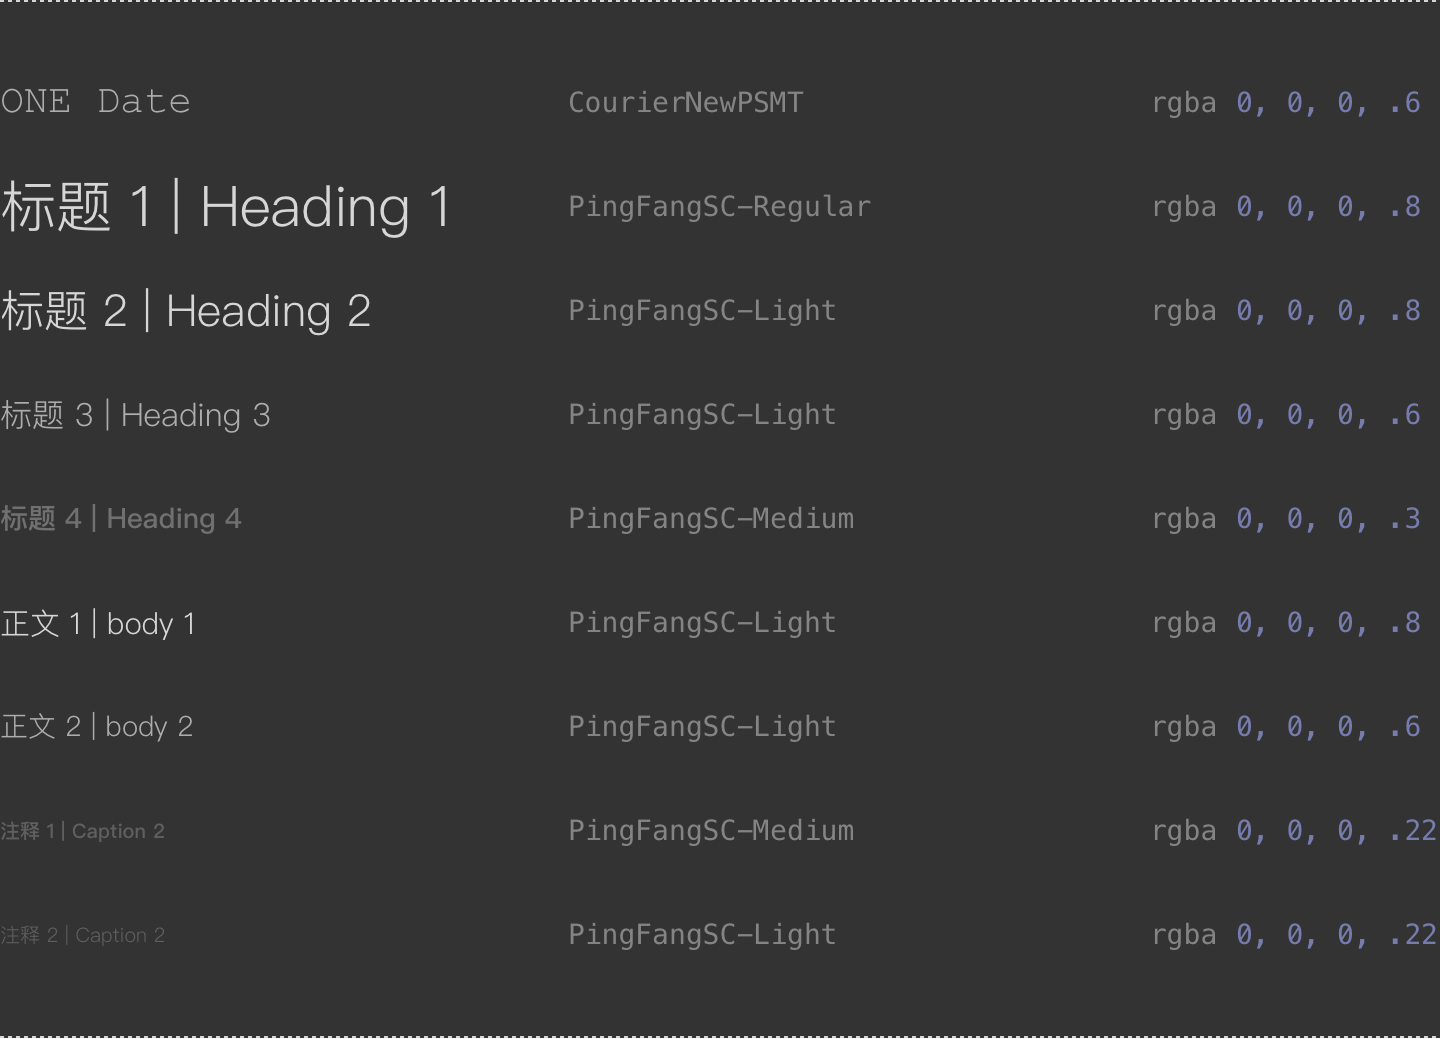 ONE Date CourierNewPSMT rgba 0, 0, 0, .6
标题 1 | Heading 1 PingFangSC-Regular rgba 0, 0, 0, .8
标题 2 | Heading 2 PingFangSC-Light rgba 0, 0, 0, .8
标题 3 | Heading 3 PingFangSC-Light rgba 0, 0, 0, .6
标题 4 | Heading 4 PingFangSC-Medium rgba 0, 0, 0, .3
正文 1 | body 1 PingFangSC-Light rgba 0, 0, 0, .8
正文 2 | body 2 PingFangSC-Light rgba 0, 0, 0, .6
注释 1 | Caption 2 PingFangSC-Medium rgba 0, 0, 0, .22
注释 2 | Caption 2 PingFangSC-Light rgba 0, 0, 0, .22